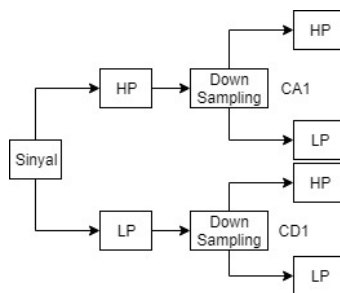 HP
HP
Down
Sampling
CA1
LP
Sinyal
HP
LP
Down
Sampling
CD1
LP